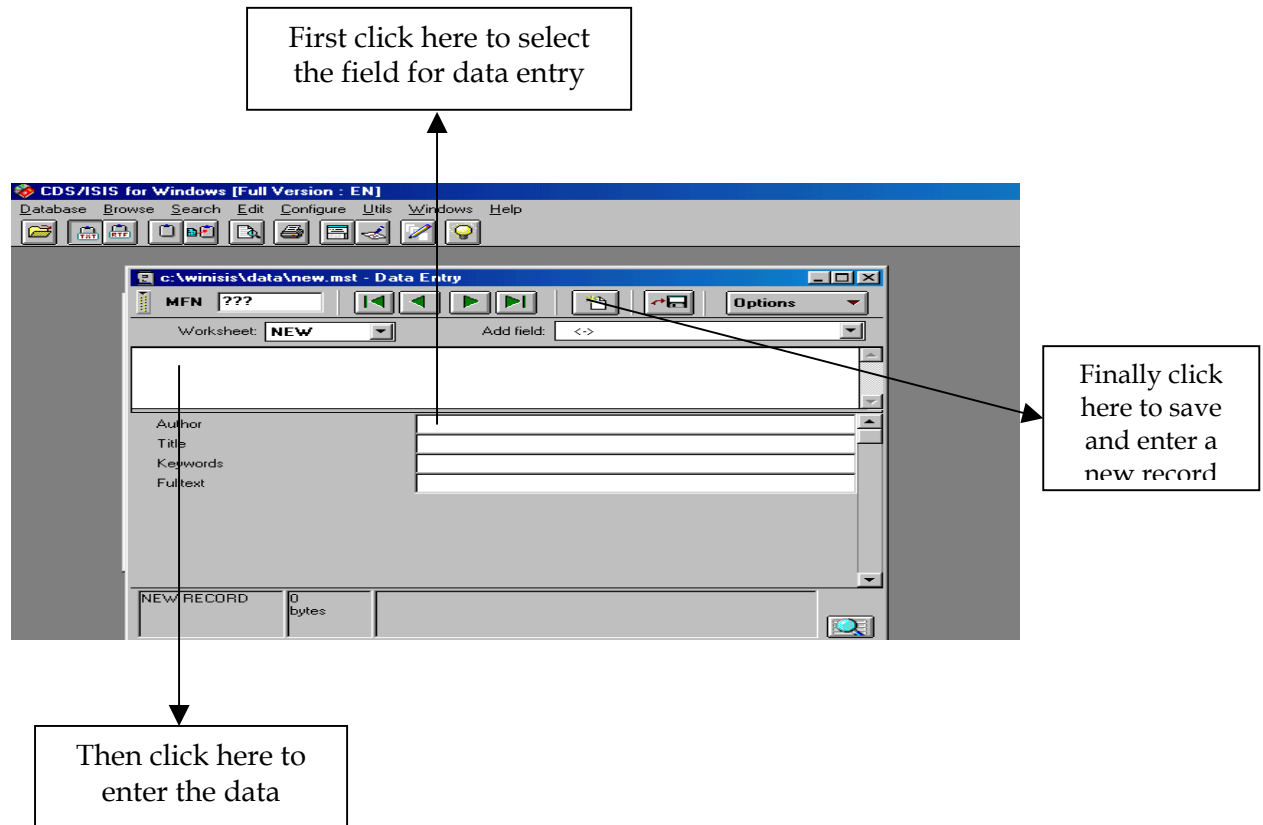 First click here to select
the field for data entry
CDS/ISIS for Windows [Full Version : EN]
Database Browse Search Edit Configure Utils Windows Help
TXT RTF
c:\winisis\data\new.mst - Data Entry
MFN ??? Options
Worksheet: NEW Add field: <->
Author
Title
Keywords
Fulltext
NEW RECORD 0
bytes
Finally click
here to save
and enter a
new record
Then click here to
enter the data